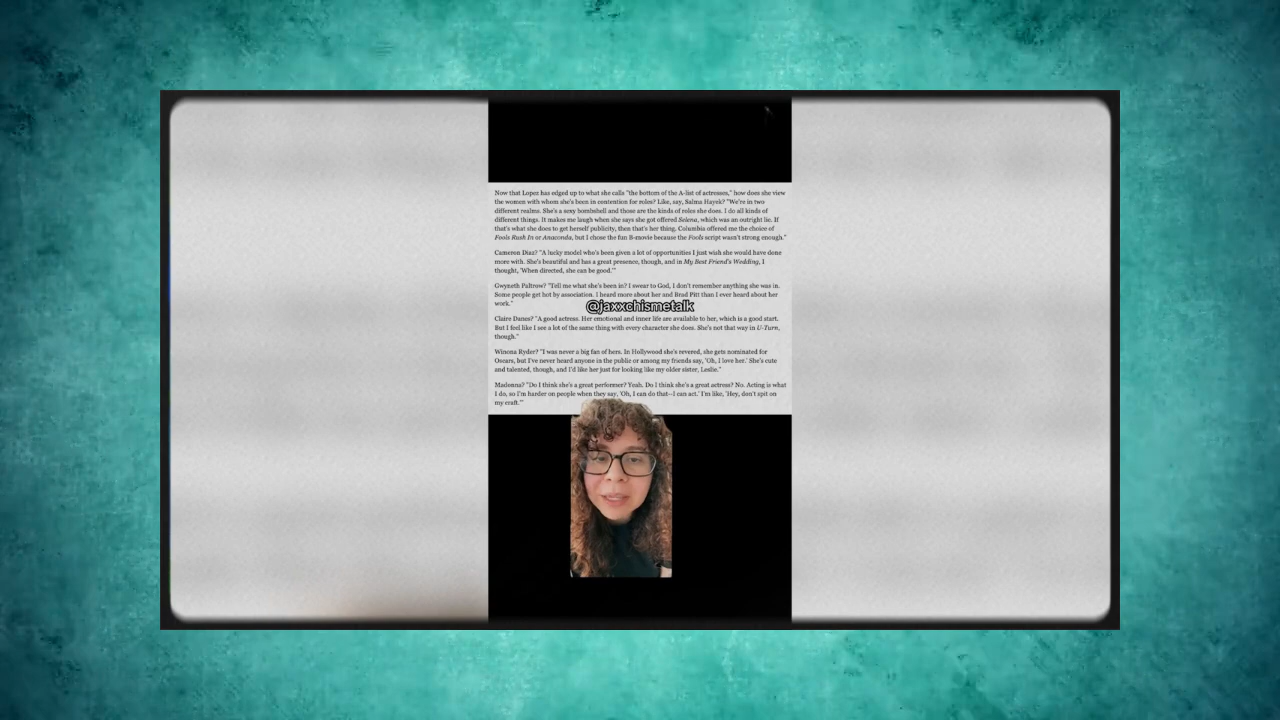 Now that Lopez has edged up to what she calls "the bottom of the A-list of actresses," how does she view
the women with whom she's been in contention for roles? Like, say, Salma Hayek? "We're in two
different realms. She's a sexy bombshell and those are the kinds of roles she does. I do all kinds of
different things. It makes me laugh when she says she got offered Selena, which was an outright lie. If
that's what she does to get herself publicity, then that's her thing. Columbia offered me the choice of
Fools Rush In or Anaconda, but I chose the fun B-movie because the Fools script wasn't strong enough."
Cameron Diaz? "A lucky model who's been given a lot of opportunities I just wish she would have done
more with. She's beautiful and has a great presence, though, and in My Best Friend's Wedding, I
thought, 'When directed, she can be good.'"
Gwyneth Paltrow? "Tell me what she's been in? I swear to God, I don't remember anything she was in.
Some people get hot by association. I heard more about her and Brad Pitt than I ever heard about her
work."
@jaxxchismetalk
Claire Danes? "A good actress. Her emotional and inner life are available to her, which is a good start.
But I feel like I see a lot of the same thing with every character she does. She's not that way in U-Turn,
though."
Winona Ryder? "I was never a big fan of hers. In Hollywood she's revered, she gets nominated for
Oscars, but I've never heard anyone in the public or among my friends say, 'Oh, I love her.' She's cute
and talented, though, and I'd like her just for looking like my older sister, Leslie."
Madonna? "Do I think she's a great performer? Yeah. Do I think she's a great actress? No. Acting is what
I do, so I'm harder on people when they say, 'Oh, I can do that--I can act.' I'm like, 'Hey, don't spit on
my craft.'"